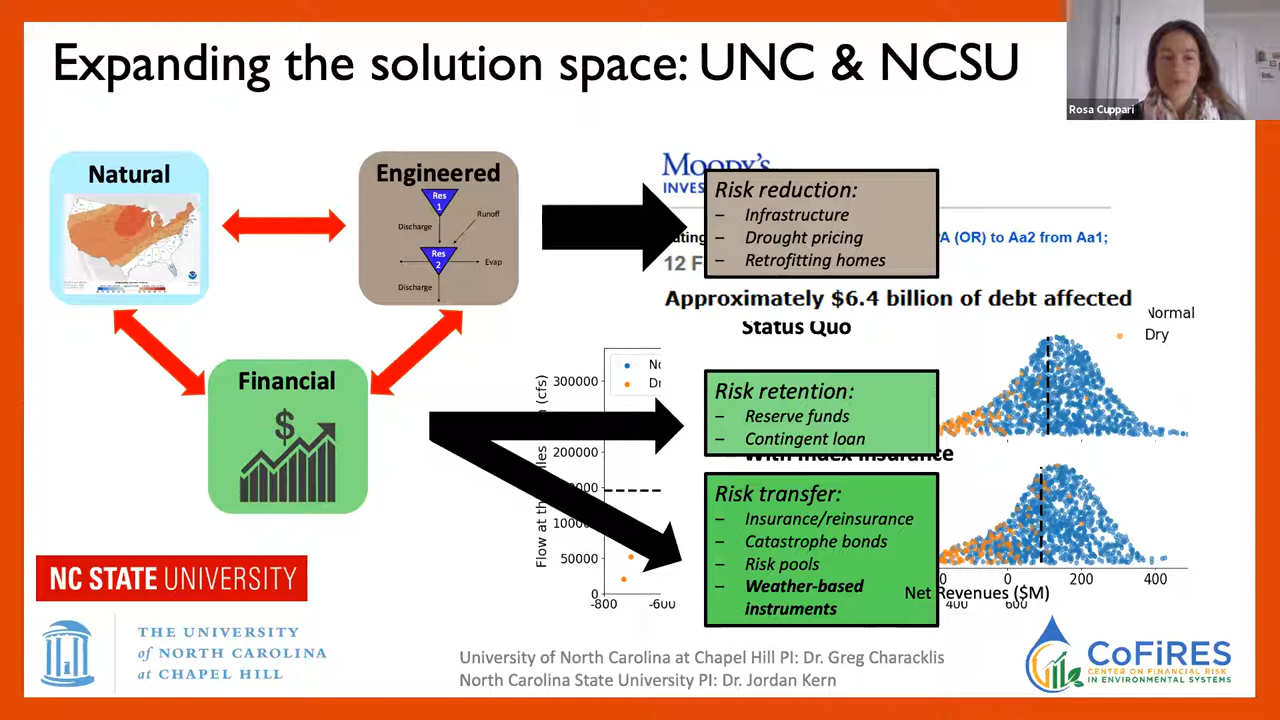 Expanding the solution space: UNC & NCSU
Rosa Cuppari
Natural
Engineered
Res
1
Runoff
Discharge
Res
2
Evap
Discharge
Financial
$
Moody's
INVES
Risk reduction:
– Infrastructure
– Drought pricing
– Retrofitting homes
ating
PA (OR) to Aa2 from Aa1;
12 F
Approximately $6.4 billion of debt affected
Status Quo
Normal
Dry
Risk retention:
– Reserve funds
– Contingent loan
With Index Insurance
Risk transfer:
– Insurance/reinsurance
– Catastrophe bonds
– Risk pools
– Weather-based
instruments
300000
200000
100000
50000
0
-800
-600
0
200
400
Net Revenues ($M)
400
600
NC STATE UNIVERSITY
THE UNIVERSITY
of NORTH CAROLINA
at CHAPEL HILL
University of North Carolina at Chapel Hill PI: Dr. Greg Characklis
North Carolina State University PI: Dr. Jordan Kern
CoFiRES
CENTER ON FINANCIAL RISK
IN ENVIRONMENTAL SYSTEMS